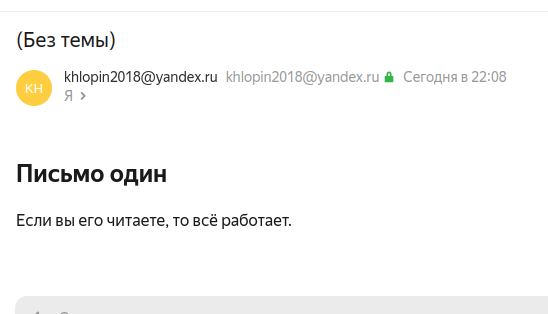 (Без темы)
KH
khlopin2018@yandex.ru khlopin2018@yandex.ru Сегодня в 22:08
Я >
Письмо один
Если вы его читаете, то всё работает.